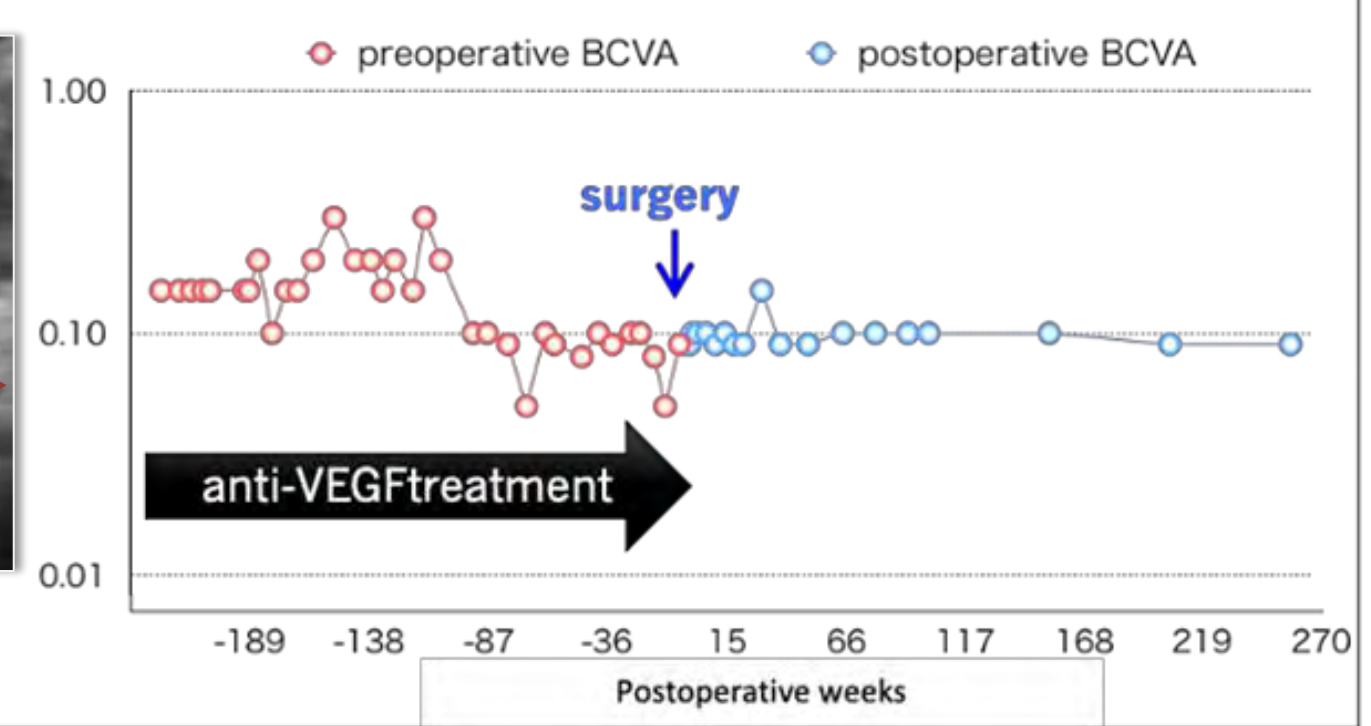 preoperative BCVA postoperative BCVA
1.00
surgery
0.10
anti-VEGFtreatment
0.01
-189 -138 -87 -36 15 66 117 168 219 270
Postoperative weeks